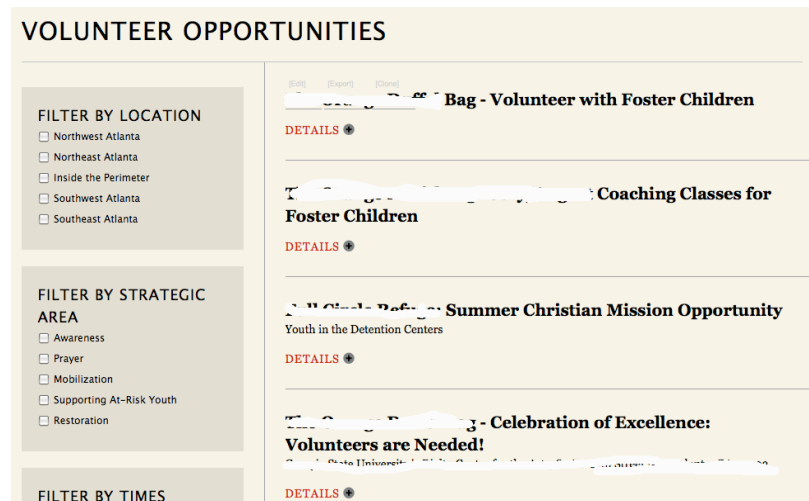 VOLUNTEER OPPORTUNITIES
FILTER BY LOCATION
Northwest Atlanta
Northeast Atlanta
Inside the Perimeter
Southwest Atlanta
Southeast Atlanta
FILTER BY STRATEGIC
AREA
Awareness
Prayer
Mobilization
Supporting At-Risk Youth
Restoration
FILTER BY TIMES
[Edit] [Export] [Clone]
Bag - Volunteer with Foster Children
DETAILS
Coaching Classes for
Foster Children
DETAILS
Summer Christian Mission Opportunity
Youth in the Detention Centers
DETAILS
- Celebration of Excellence:
Volunteers are Needed!
DETAILS